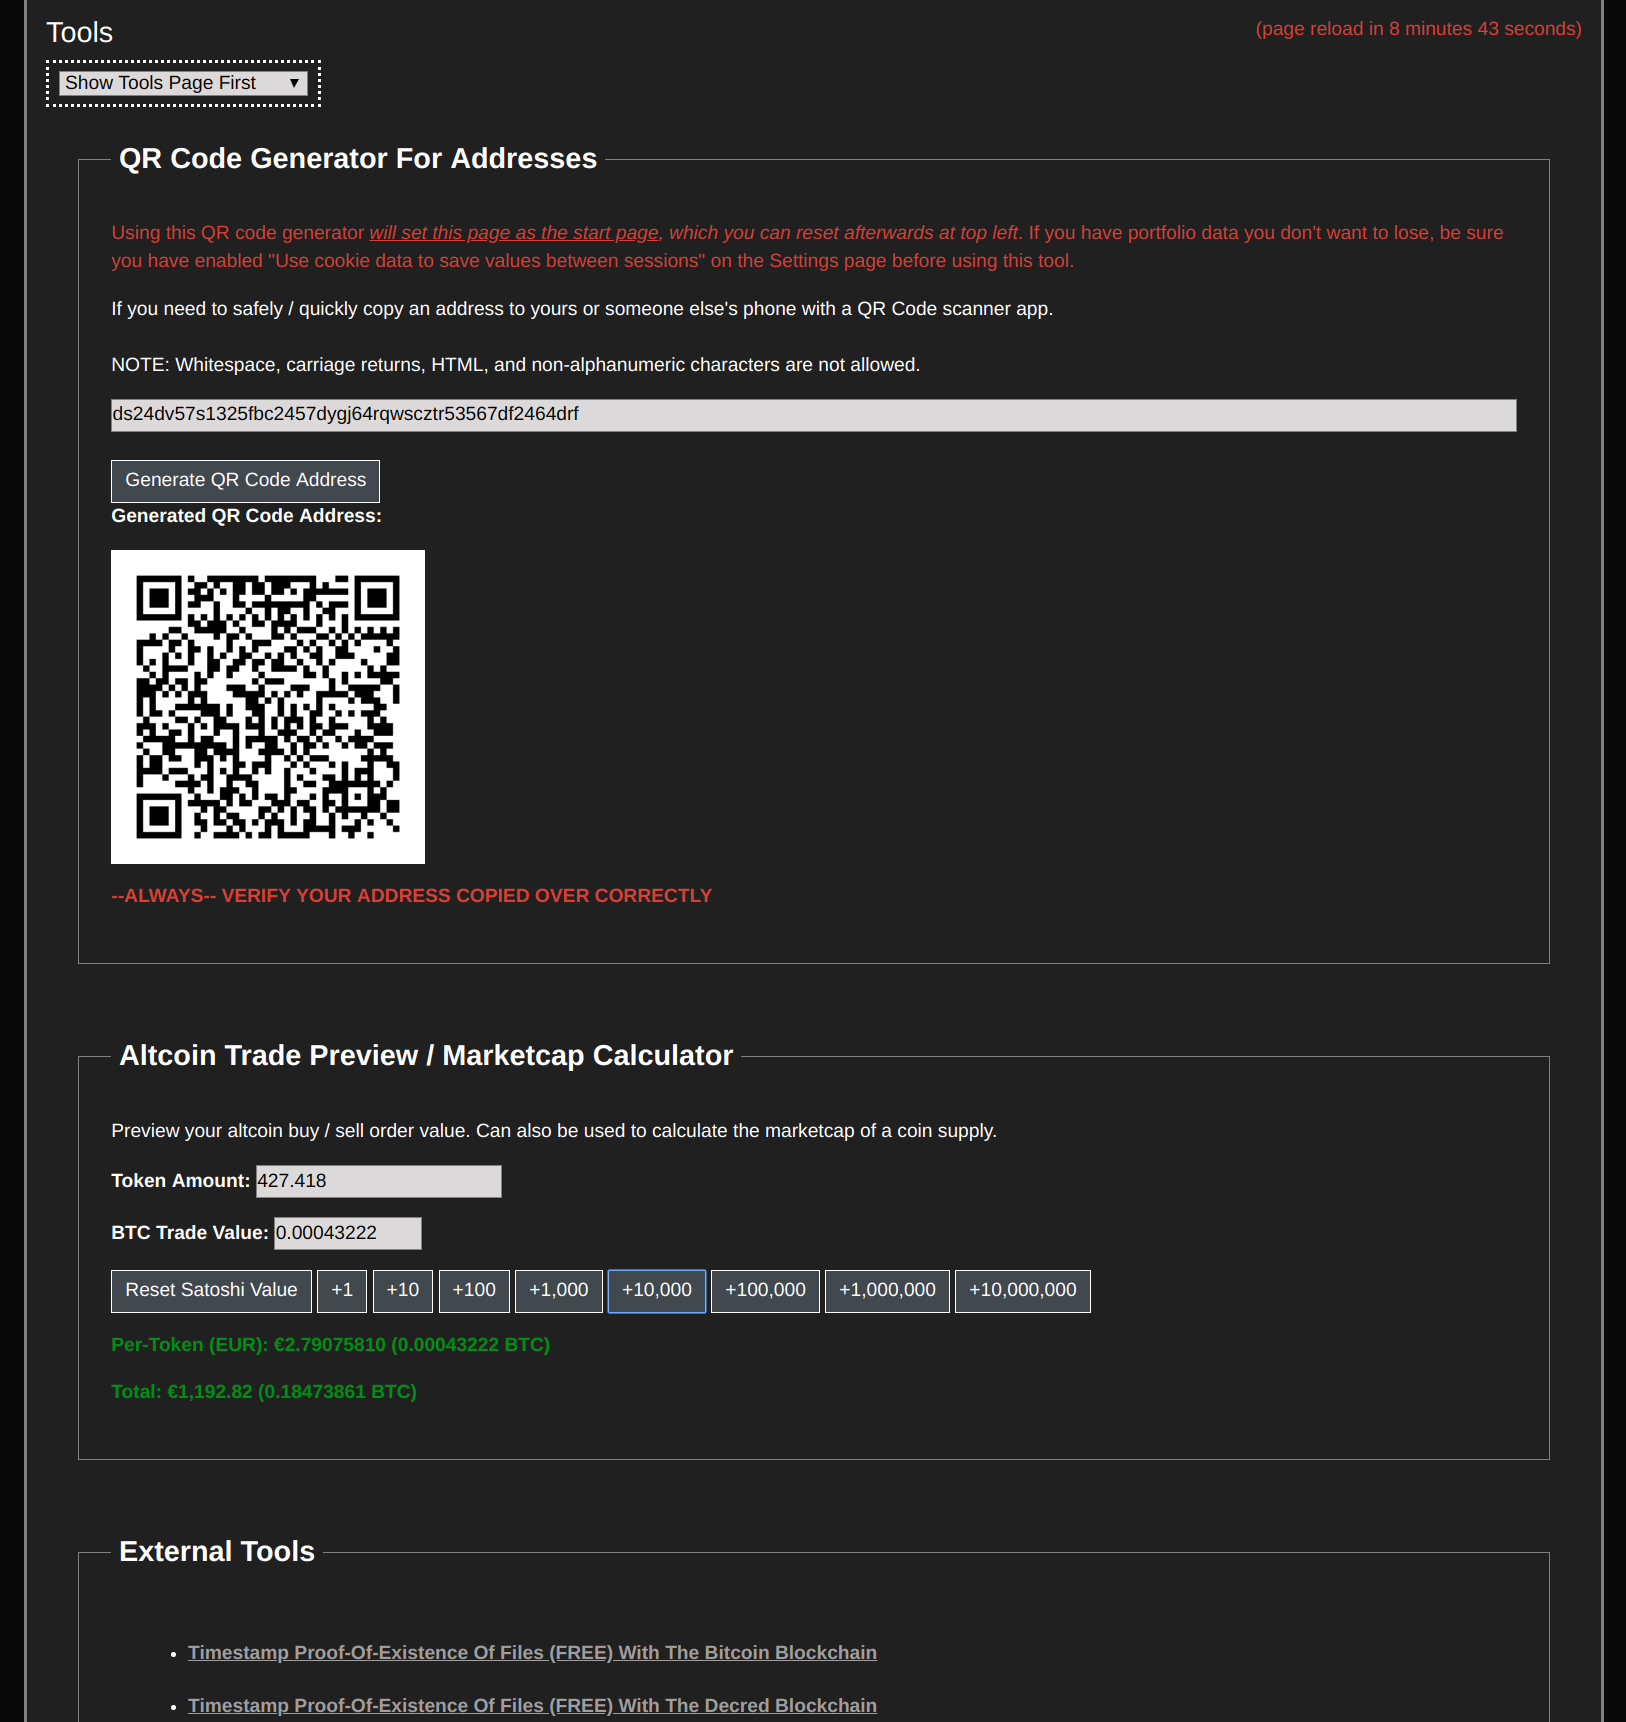 Tools
(page reload in 8 minutes 43 seconds)
Show Tools Page First
QR Code Generator For Addresses
Using this QR code generator will set this page as the start page, which you can reset afterwards at top left. If you have portfolio data you don't want to lose, be sure
you have enabled "Use cookie data to save values between sessions" on the Settings page before using this tool.
If you need to safely / quickly copy an address to yours or someone else's phone with a QR Code scanner app.
NOTE: Whitespace, carriage returns, HTML, and non-alphanumeric characters are not allowed.
ds24dv57s1325fbc2457dygj64rqwscztr53567df2464drf
Generate QR Code Address
Generated QR Code Address:
--ALWAYS-- VERIFY YOUR ADDRESS COPIED OVER CORRECTLY
Altcoin Trade Preview / Marketcap Calculator
Preview your altcoin buy / sell order value. Can also be used to calculate the marketcap of a coin supply.
Token Amount: 427.418
BTC Trade Value: 0.00043222
Reset Satoshi Value +1 +10 +100 +1,000 +10,000 +100,000 +1,000,000 +10,000,000
Per-Token (EUR): €2.79075810 (0.00043222 BTC)
Total: €1,192.82 (0.18473861 BTC)
External Tools
Timestamp Proof-Of-Existence Of Files (FREE) With The Bitcoin Blockchain
Timestamp Proof-Of-Existence Of Files (FREE) With The Decred Blockchain